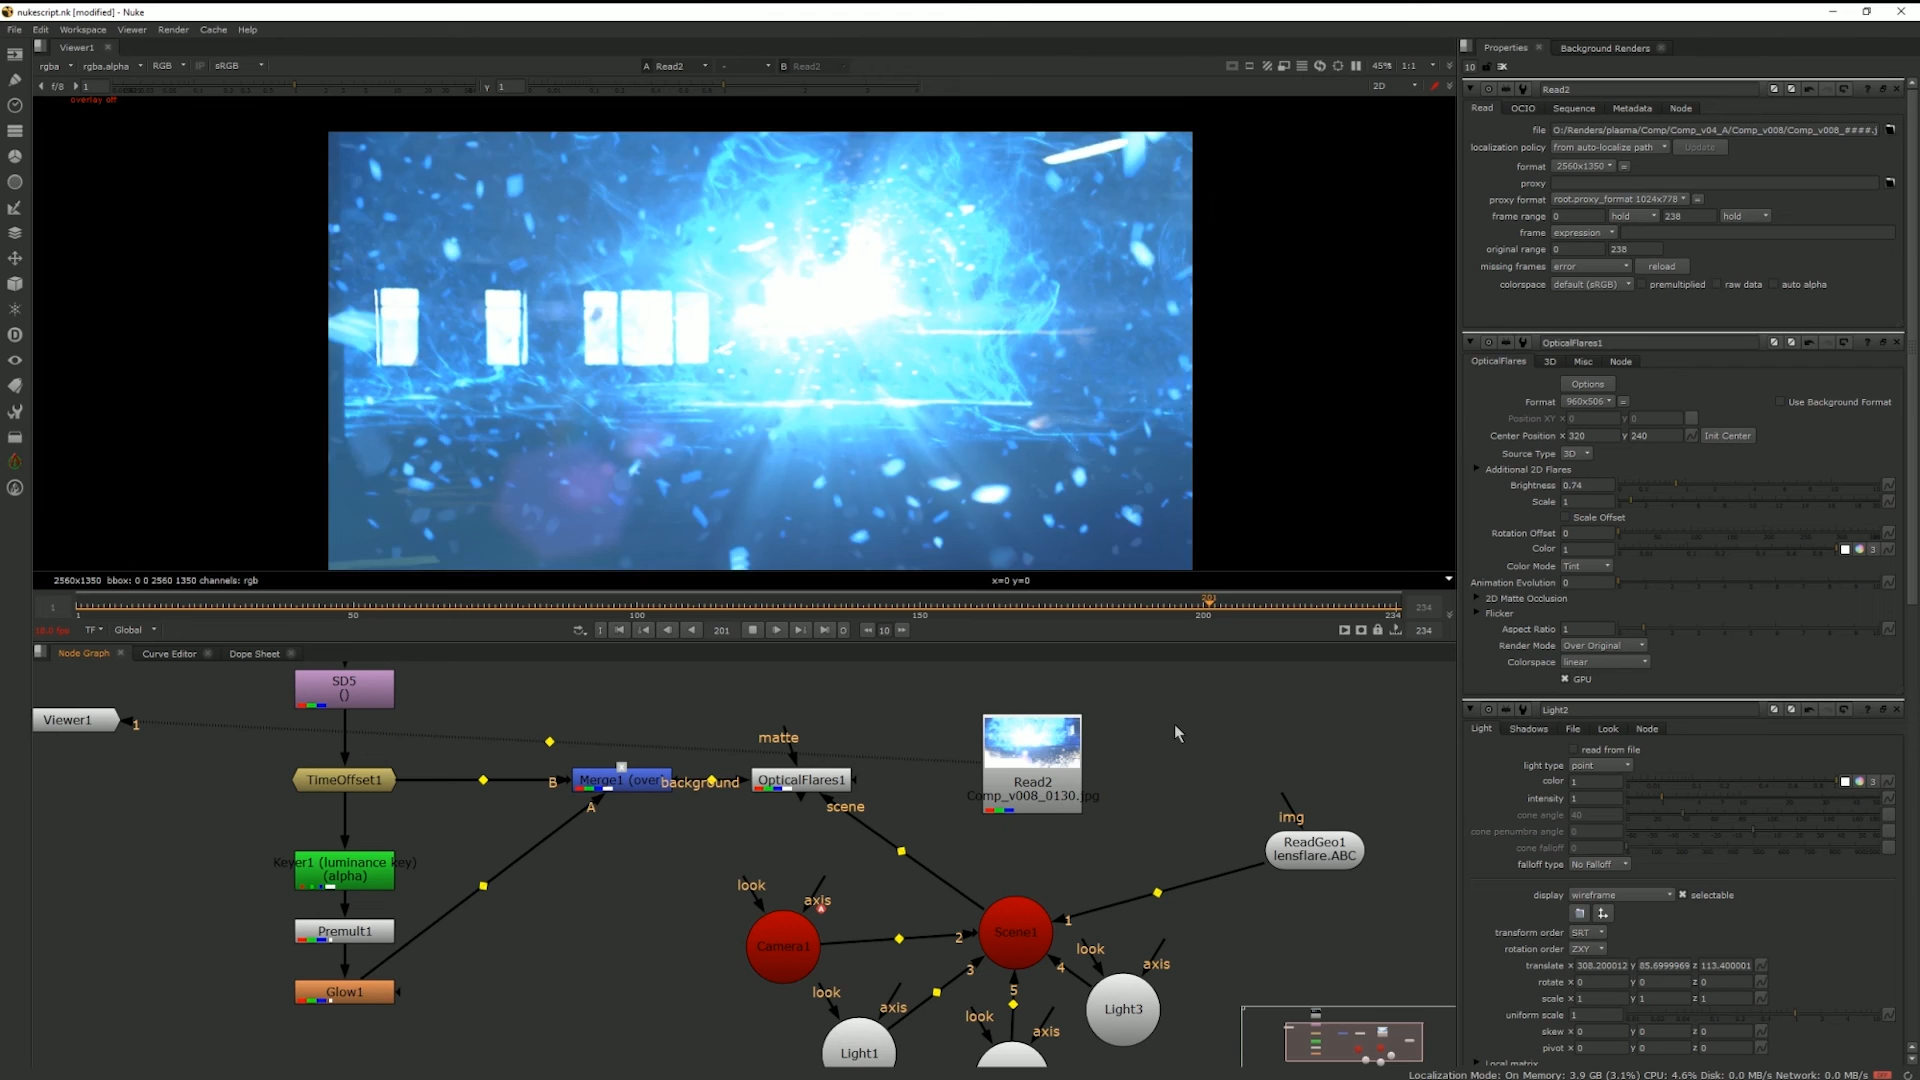 nukescript.nk [modified] - Nuke
File Edit Workspace Viewer Render Cache Help
Viewer1
rgba rgba.alpha RGB IP sRGB A Read2 - B Read2 45% 1:1
f/8 1 Y 1 2D
overlay off
2560x1350 bbox: 0 0 2560 1350 channels: rgb x=0 y=0
1 1 50 100 150 201 200 234 234
TF Global 201 10 234
Node Graph Curve Editor Dope Sheet
SD5
()
Viewer1 1
matte
TimeOffset1 B Merge1 (over) background OpticalFlares1
A scene
Read2
Comp_v008_0130.jpg
img
ReadGeo1
lensflare.ABC
Keyer1 (luminance key)
(alpha)
look axis
Premult1
Camera1 2 Scene1 1
3 4 look axis
Glow1
look axis 5
look axis
Light3
Light1
Properties Background Renders
10
Read2
Read OCIO Sequence Metadata Node
file O:/Renders/plasma/Comp/Comp_v04_A/Comp_v008/Comp_v008_####.j
localization policy from auto-localize path Update
format 2560x1350 =
proxy
proxy format root.proxy_format 1024x778 =
frame range 0 hold 238 hold
frame expression
original range 0 238
missing frames error reload
colorspace default (sRGB) premultiplied raw data auto alpha
OpticalFlares1
OpticalFlares 3D Misc Node
Options
Format 960x506 = Use Background Format
Position XY x 0 y 0
Center Position x 320 y 240 Init Center
Source Type 3D
Additional 2D Flares
Brightness 0.74
Scale 1
Scale Offset
Rotation Offset 0
Color 1 3
Color Mode Tint
Animation Evolution 0
2D Matte Occlusion
Flicker
Aspect Ratio 1
Render Mode Over Original
Colorspace linear
GPU
Light2
Light Shadows File Look Node
read from file
light type point
color 1 3
intensity 1
cone angle 40
cone penumbra angle 0
cone falloff 0
falloff type No Falloff
display wireframe selectable
transform order SRT
rotation order ZXY
translate x 308.200012 y 85.6999969 z 113.400001
rotate x 0 y 0 z 0
scale x 1 y 1 z 1
uniform scale 1
skew x 0 y 0 z 0
pivot x 0 y 0 z 0
Local matrix
Localization Mode: On Memory: 3.9 GB (3.1%) CPU: 4.6% Disk: 0.0 MB/s Network: 0.0 MB/s